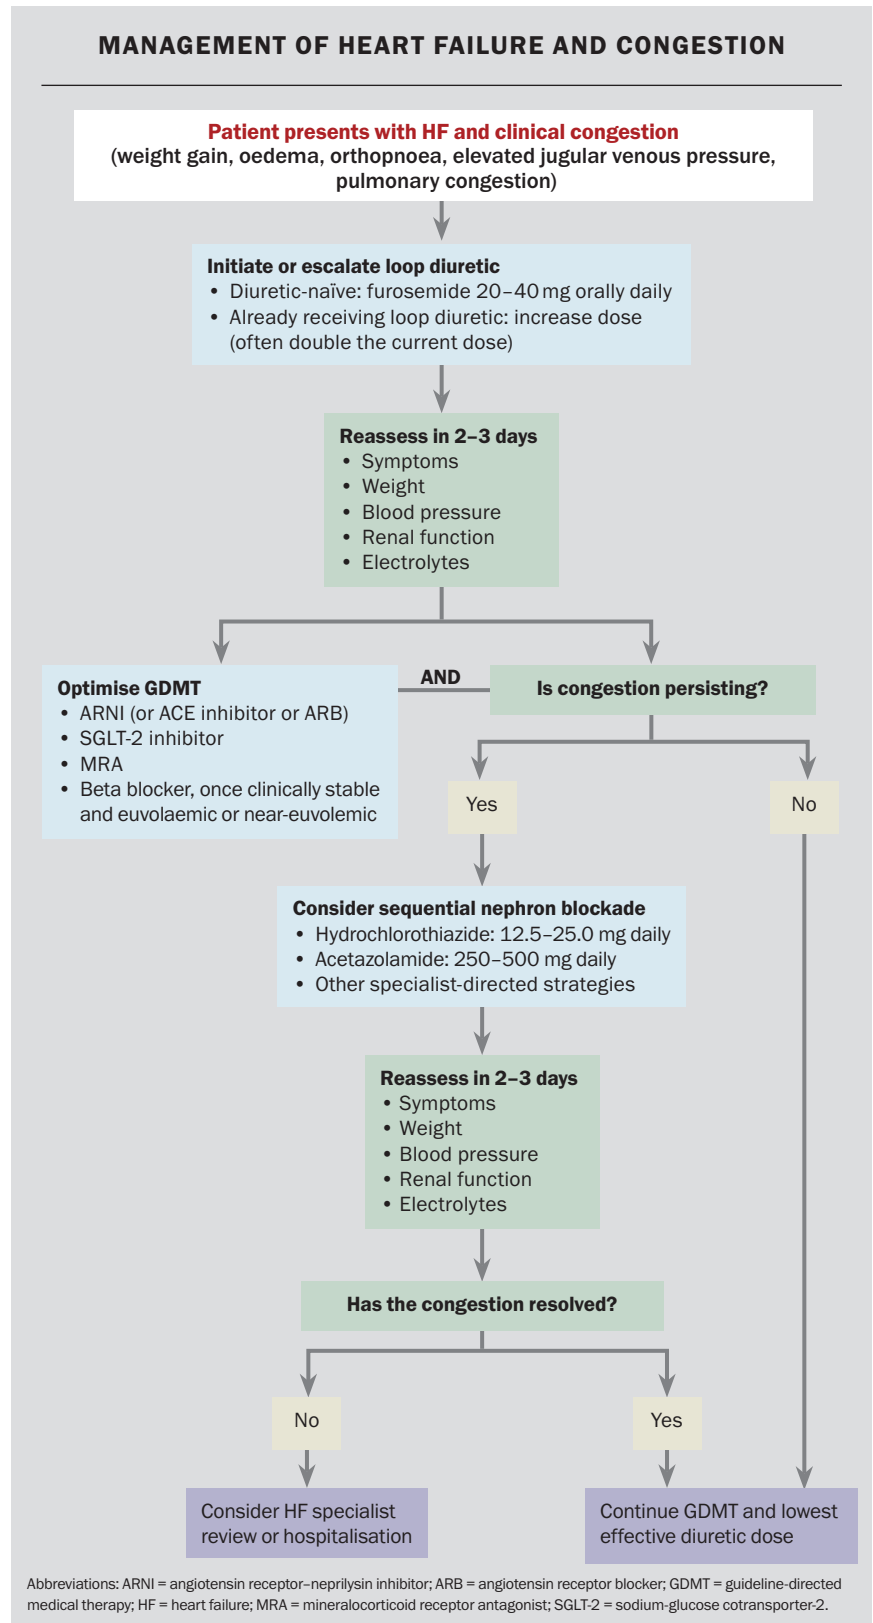 MANAGEMENT OF HEART FAILURE AND CONGESTION
Patient presents with HF and clinical congestion
(weight gain, oedema, orthopnoea, elevated jugular venous pressure,
pulmonary congestion)
Initiate or escalate loop diuretic
• Diuretic-naïve: furosemide 20–40 mg orally daily
• Already receiving loop diuretic: increase dose
(often double the current dose)
Reassess in 2–3 days
• Symptoms
• Weight
• Blood pressure
• Renal function
• Electrolytes
Optimise GDMT
• ARNI (or ACE inhibitor or ARB)
• SGLT-2 inhibitor
• MRA
• Beta blocker, once clinically stable
and euvolaemic or near-euvolemic
AND
Is congestion persisting?
Yes
No
Consider sequential nephron blockade
• Hydrochlorothiazide: 12.5–25.0 mg daily
• Acetazolamide: 250–500 mg daily
• Other specialist-directed strategies
Reassess in 2–3 days
• Symptoms
• Weight
• Blood pressure
• Renal function
• Electrolytes
Has the congestion resolved?
No
Yes
Consider HF specialist
review or hospitalisation
Continue GDMT and lowest
effective diuretic dose
Abbreviations: ARNI = angiotensin receptor–neprilysin inhibitor; ARB = angiotensin receptor blocker; GDMT = guideline-directed
medical therapy; HF = heart failure; MRA = mineralocorticoid receptor antagonist; SGLT-2 = sodium-glucose cotransporter-2.